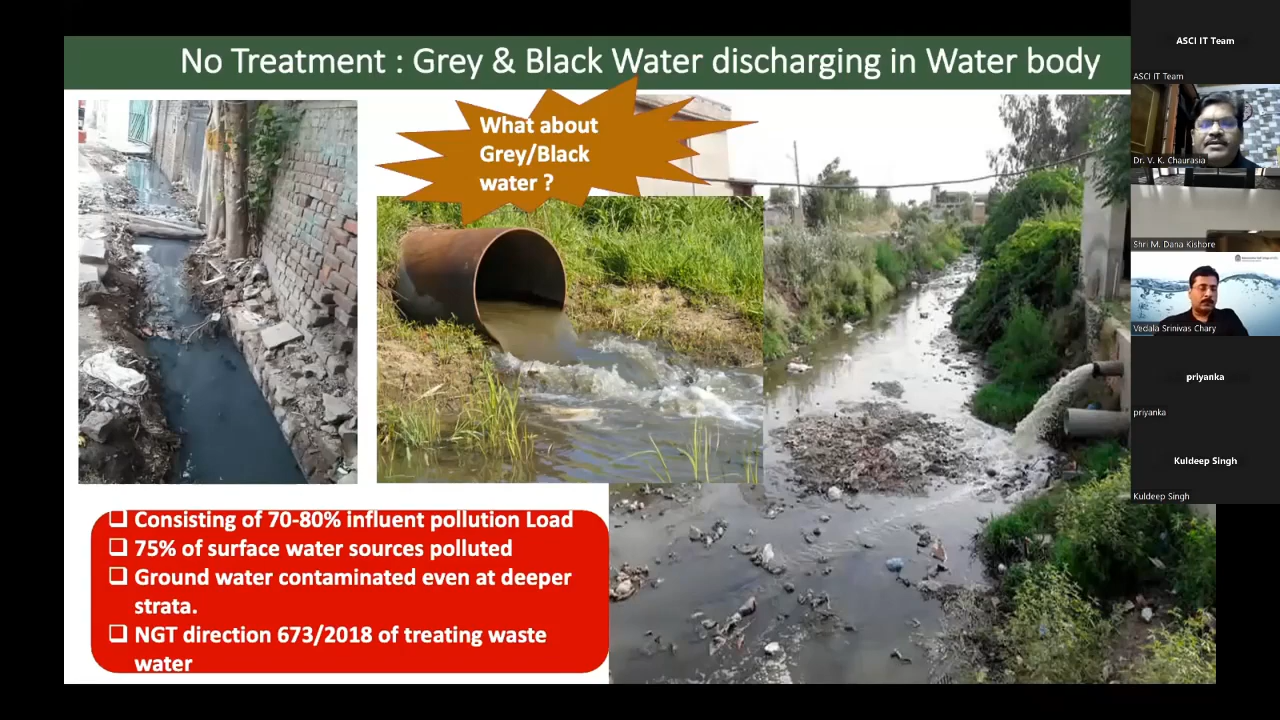 No Treatment : Grey & Black Water discharging in Water body
What about
Grey/Black
water ?
❑ Consisting of 70-80% influent pollution Load
❑ 75% of surface water sources polluted
❑ Ground water contaminated even at deeper
strata.
❑ NGT direction 673/2018 of treating waste
water
ASCI IT Team
ASCI IT Team
Dr. V. K. Chaurasia
Shri M. Dana Kishore
Vedala Srinivas Chary
priyanka
priyanka
Kuldeep Singh
Kuldeep Singh